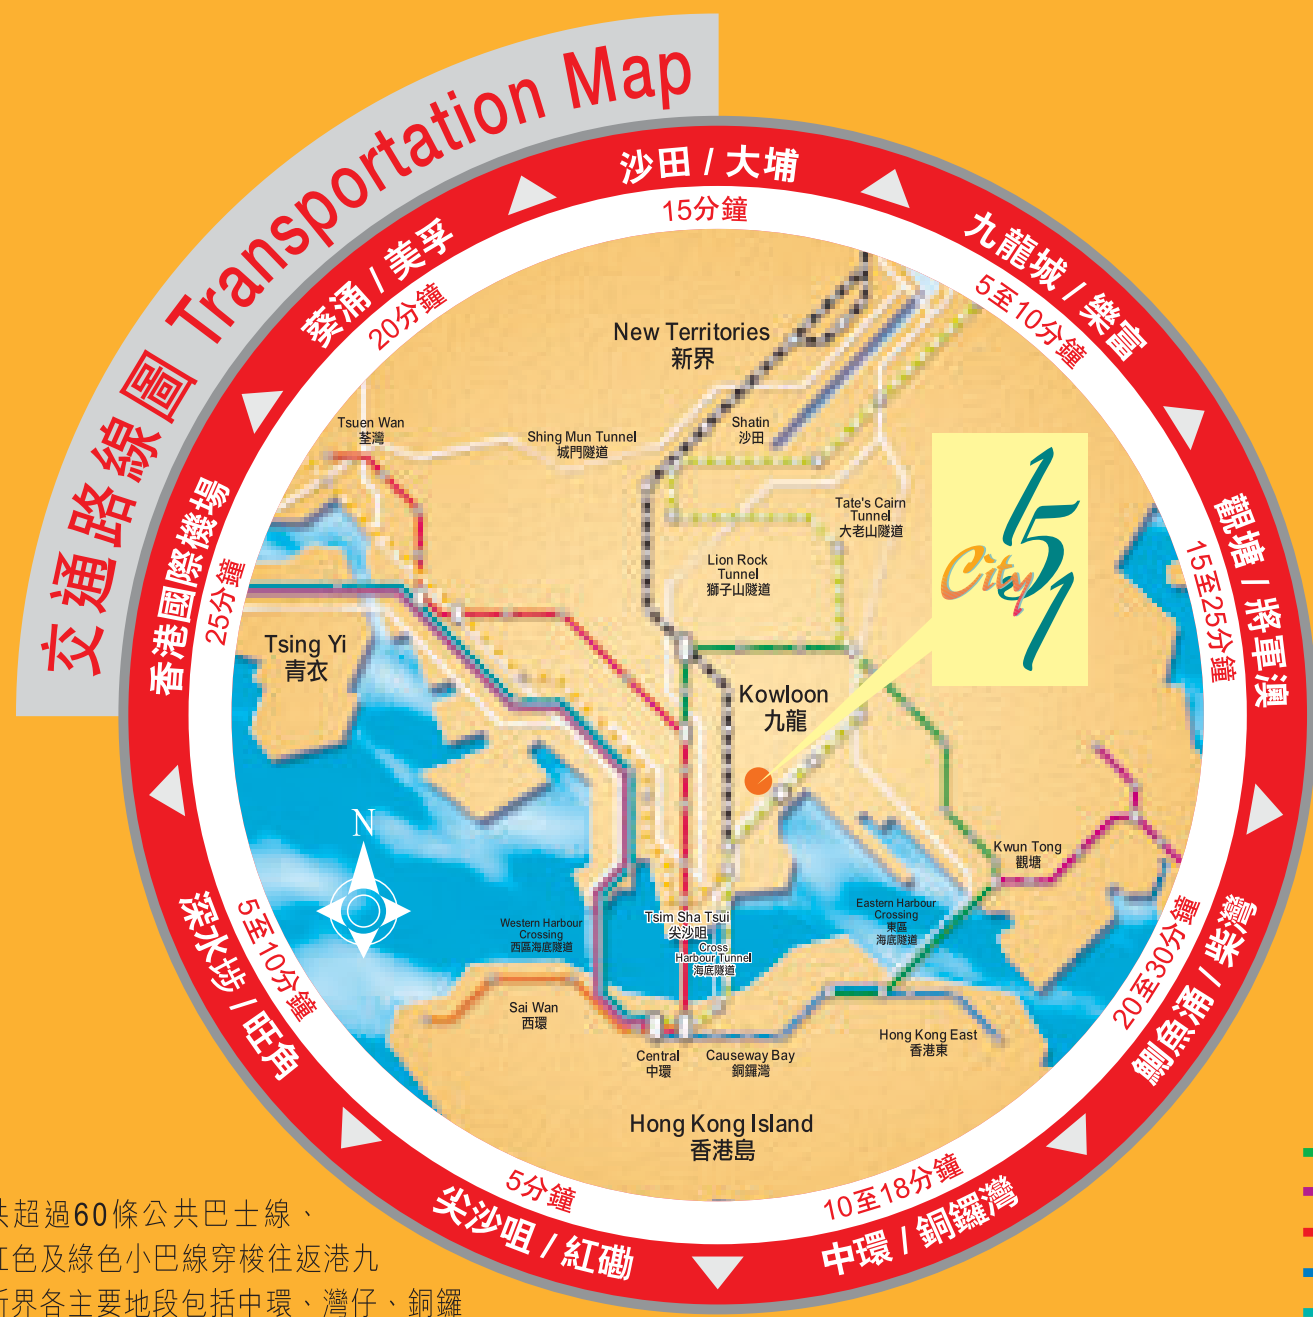 交通路線圖 Transportation Map
沙田 / 大埔
15分鐘
九龍城 / 樂富
5至10分鐘
觀塘 / 將軍澳
15至25分鐘
鰂魚涌 / 柴灣
20至30分鐘
中環 / 銅鑼灣
10至18分鐘
尖沙咀 / 紅磡
5分鐘
深水埗 / 旺角
5至10分鐘
香港國際機場
25分鐘
葵涌 / 美孚
20分鐘
New Territories
新界
Tsuen Wan
荃灣
Shing Mun Tunnel
城門隧道
Shatin
沙田
Tate's Cairn
Tunnel
大老山隧道
Lion Rock
Tunnel
獅子山隧道
City 151
Tsing Yi
青衣
Kowloon
九龍
N
Kwun Tong
觀塘
Western Harbour
Crossing
西區海底隧道
Tsim Sha Tsui
尖沙咀
Cross
Harbour Tunnel
海底隧道
Eastern Harbour
Crossing
東區
海底隧道
Sai Wan
西環
Central
中環
Causeway Bay
銅鑼灣
Hong Kong East
香港東
Hong Kong Island
香港島
共超過60條公共巴士線、
紅色及綠色小巴線穿梭往返港九
新界各主要地段包括中環、灣仔、銅鑼